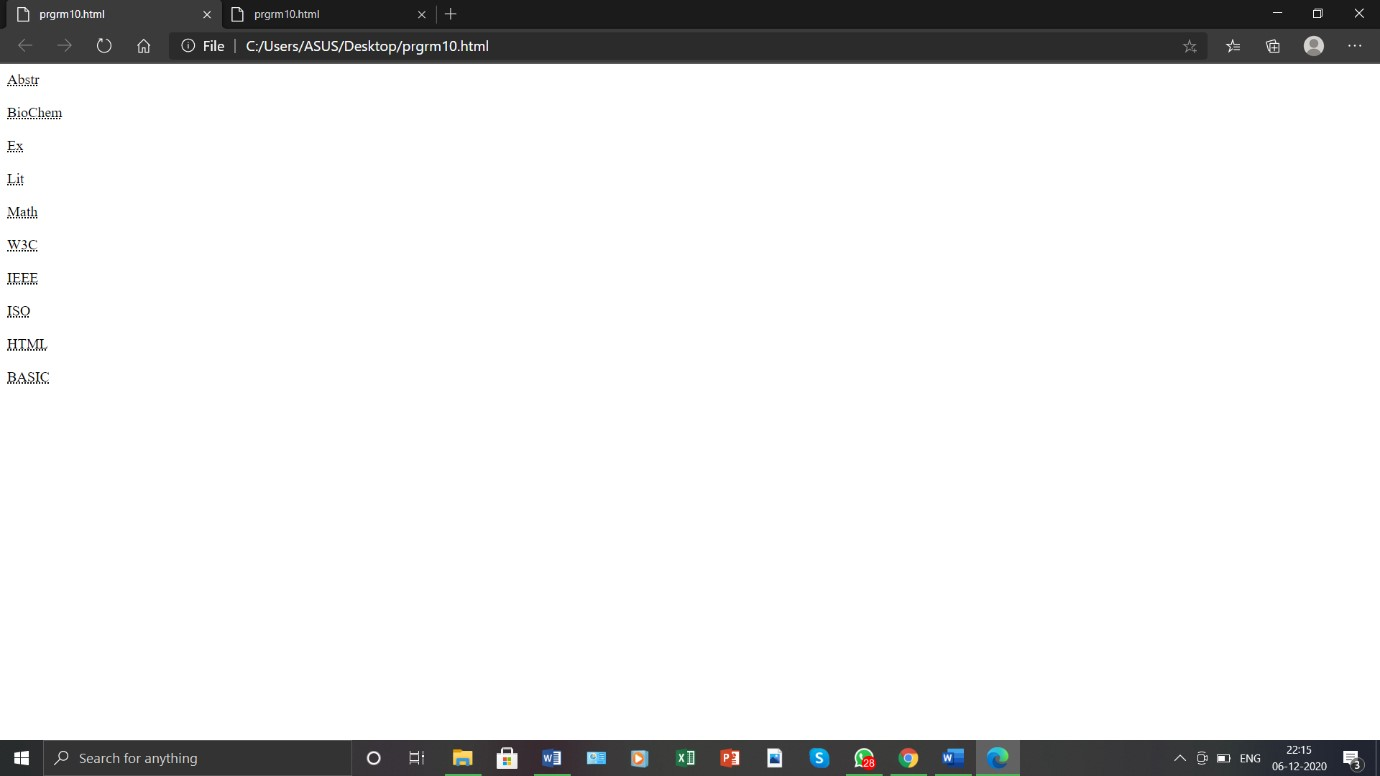 prgrm10.html prgrm10.html
File C:/Users/ASUS/Desktop/prgrm10.html
Abstr
BioChem
Ex
Lit
Math
W3C
IEEE
ISO
HTML
BASIC
Search for anything
28
ENG
22:15
06-12-2020
3